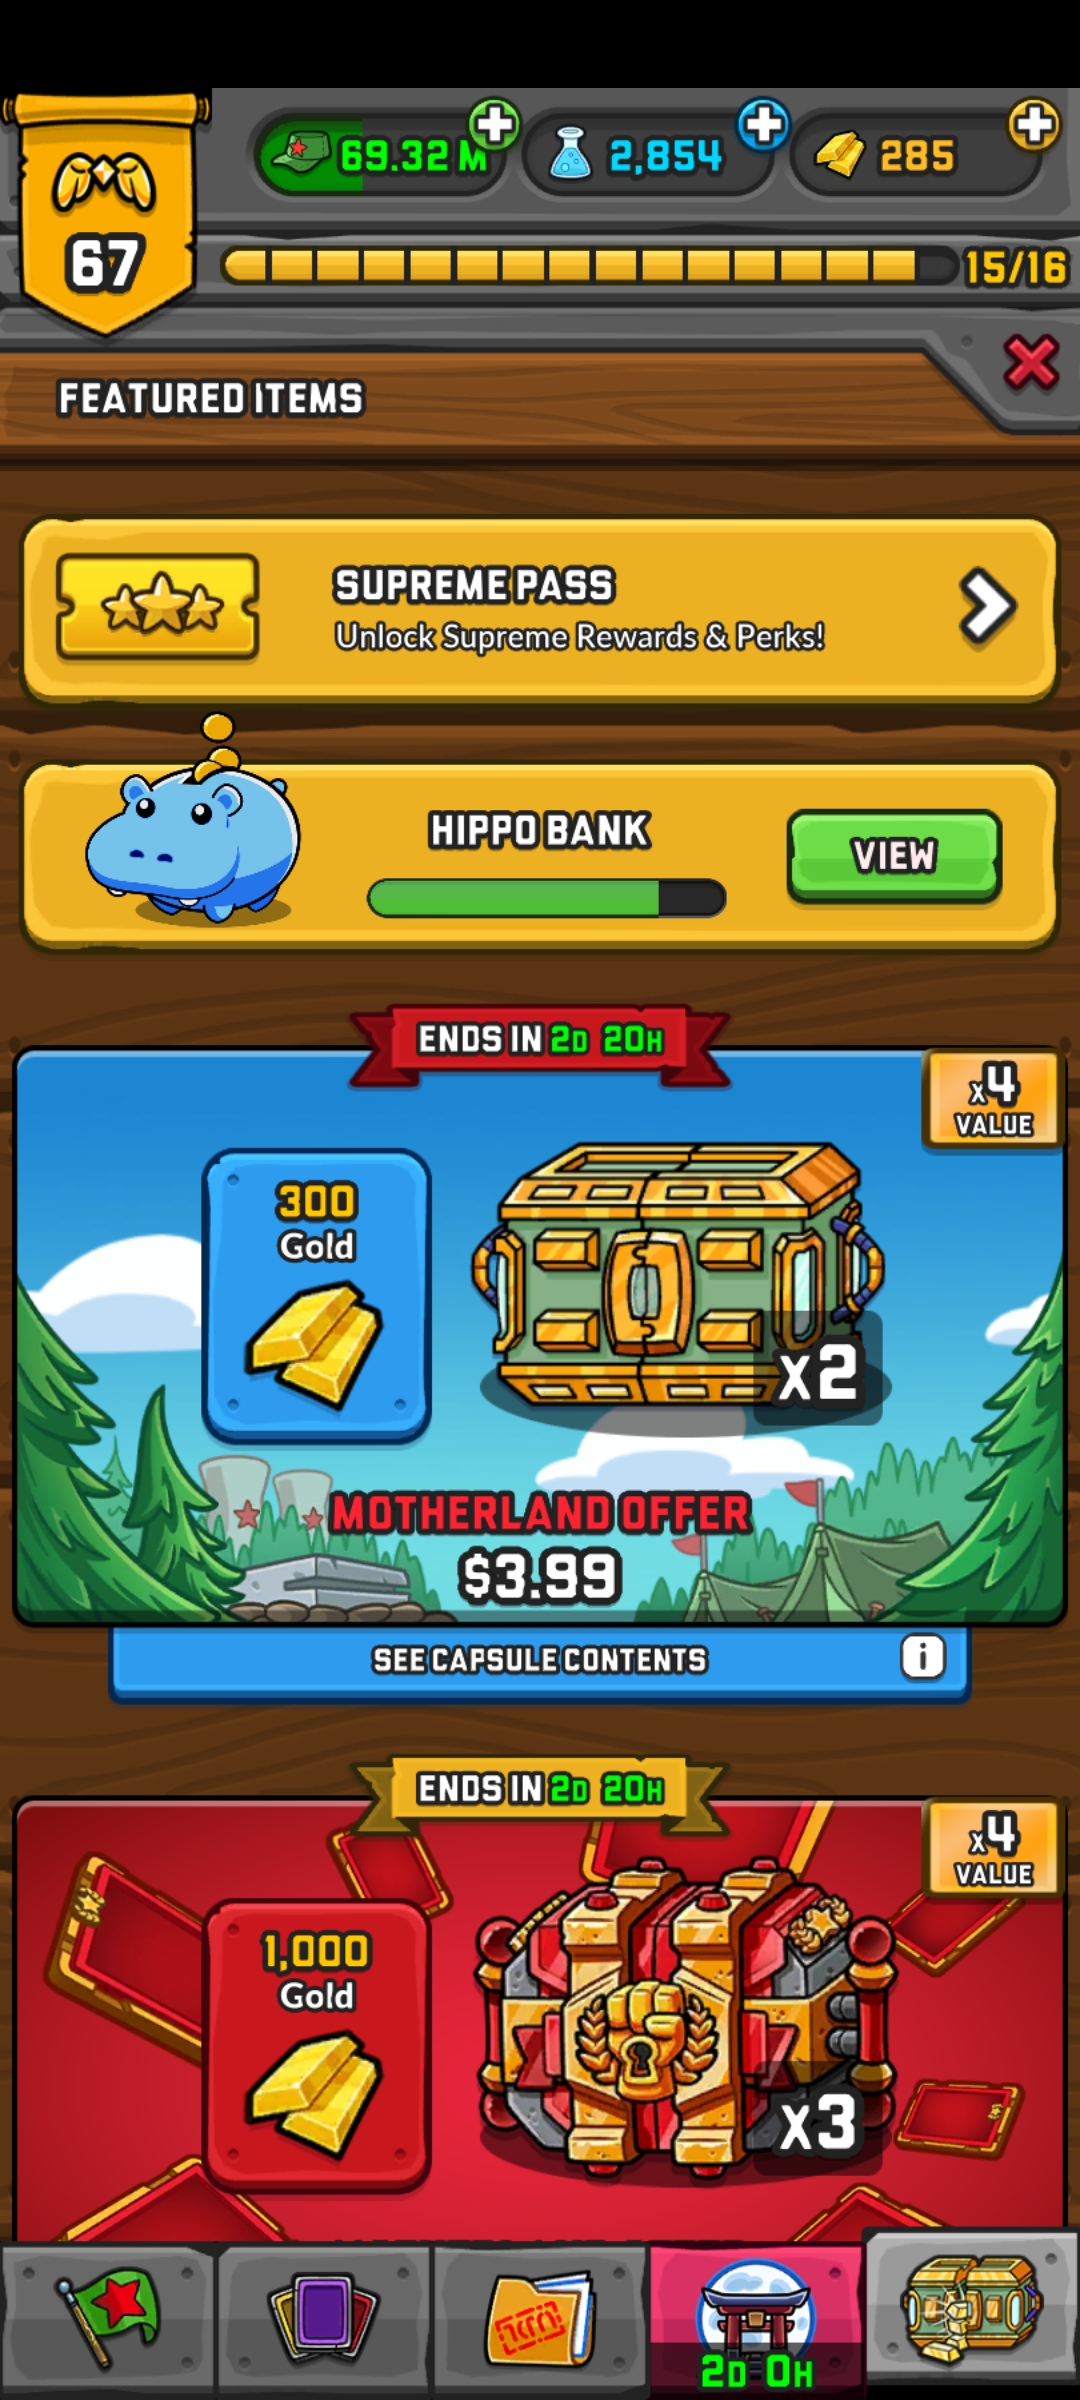 69.32 M
2,854
285
67
15/16
FEATURED ITEMS
SUPREME PASS
Unlock Supreme Rewards & Perks!
HIPPO BANK
VIEW
ENDS IN 2D 20H
x4
VALUE
300
Gold
x2
MOTHERLAND OFFER
$3.99
SEE CAPSULE CONTENTS
i
ENDS IN 2D 20H
x4
VALUE
1,000
Gold
x3
2D 0H